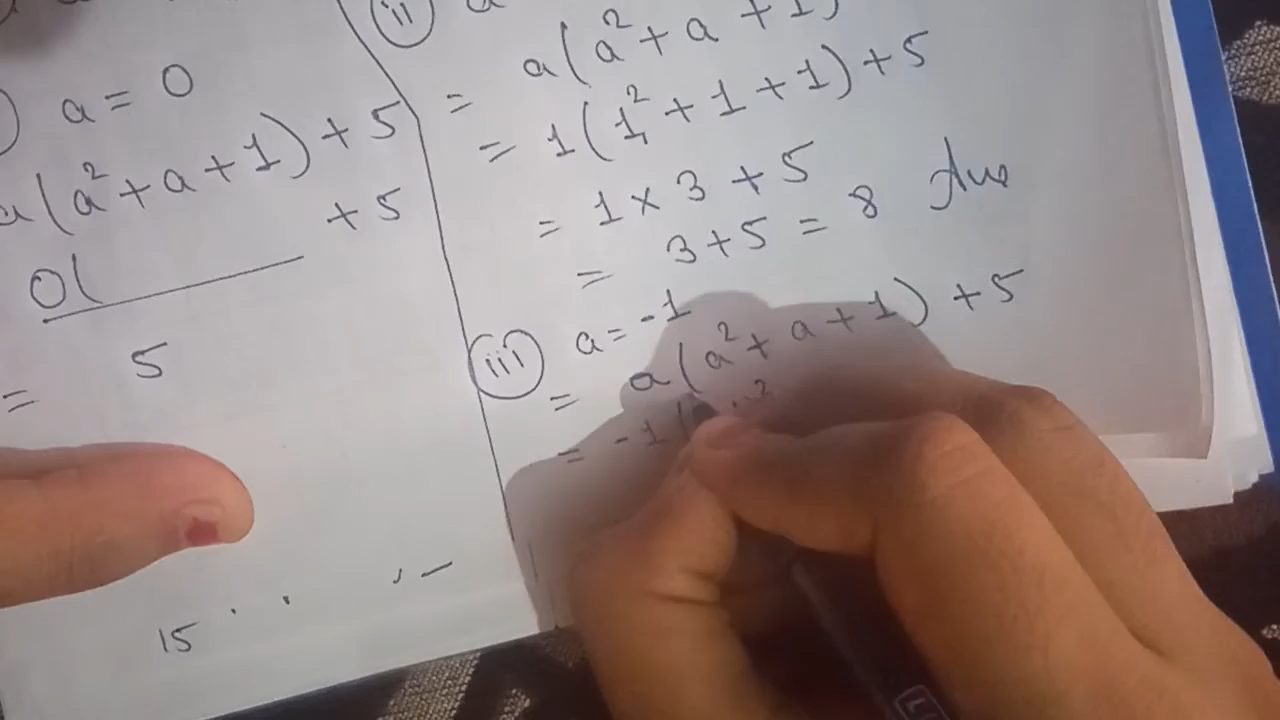 a = 0
a(a² + a + 1) + 5
0(      + 5
= 5
15
ii
= a(a² + a + 1)
= 1(1² + 1 + 1) + 5
= 1 × 3 + 5
= 3 + 5 = 8 Ans
iii a = -1
= a(a² + a + 1) + 5
= -1(